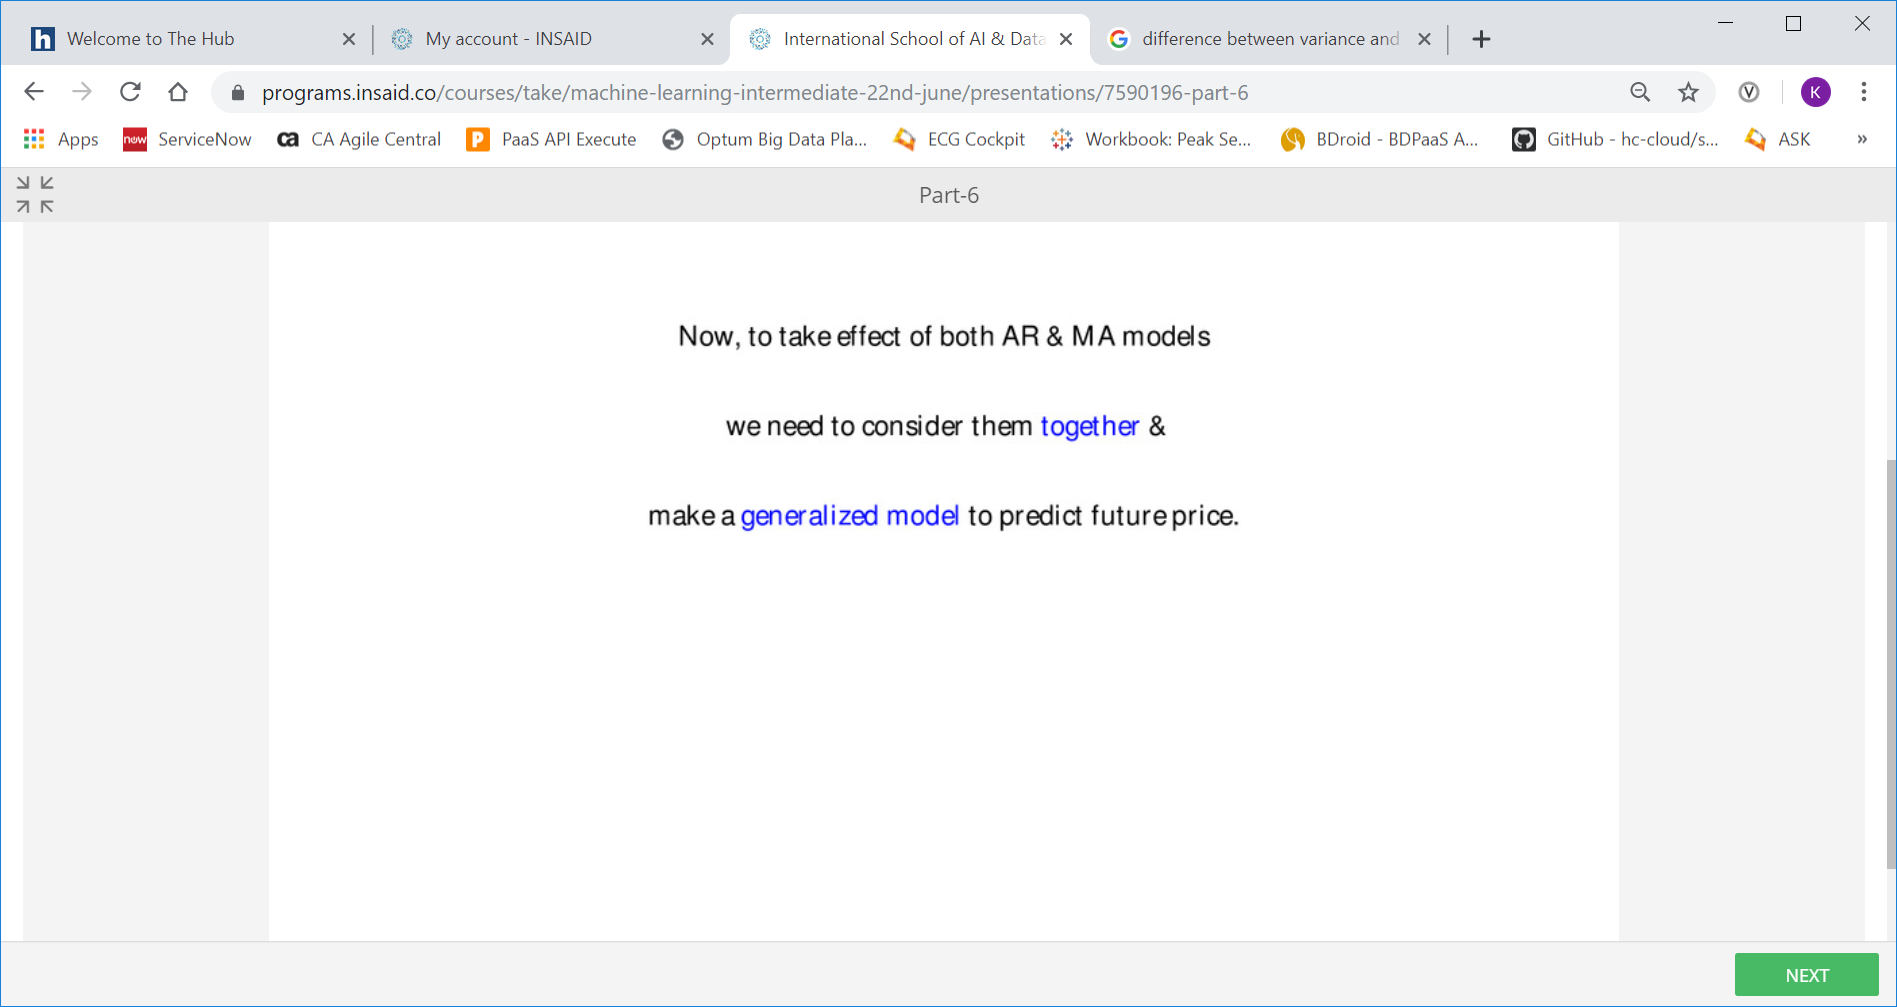 Welcome to The Hub
My account - INSAID
International School of AI & Data
difference between variance and
programs.insaid.co/courses/take/machine-learning-intermediate-22nd-june/presentations/7590196-part-6
K
Apps
now ServiceNow
ca CA Agile Central
P PaaS API Execute
Optum Big Data Pla...
ECG Cockpit
Workbook: Peak Se...
BDroid - BDPaaS A...
GitHub - hc-cloud/s...
ASK
»
Part-6
Now, to take effect of both AR & MA models
we need to consider them together &
make a generalized model to predict future price.
NEXT